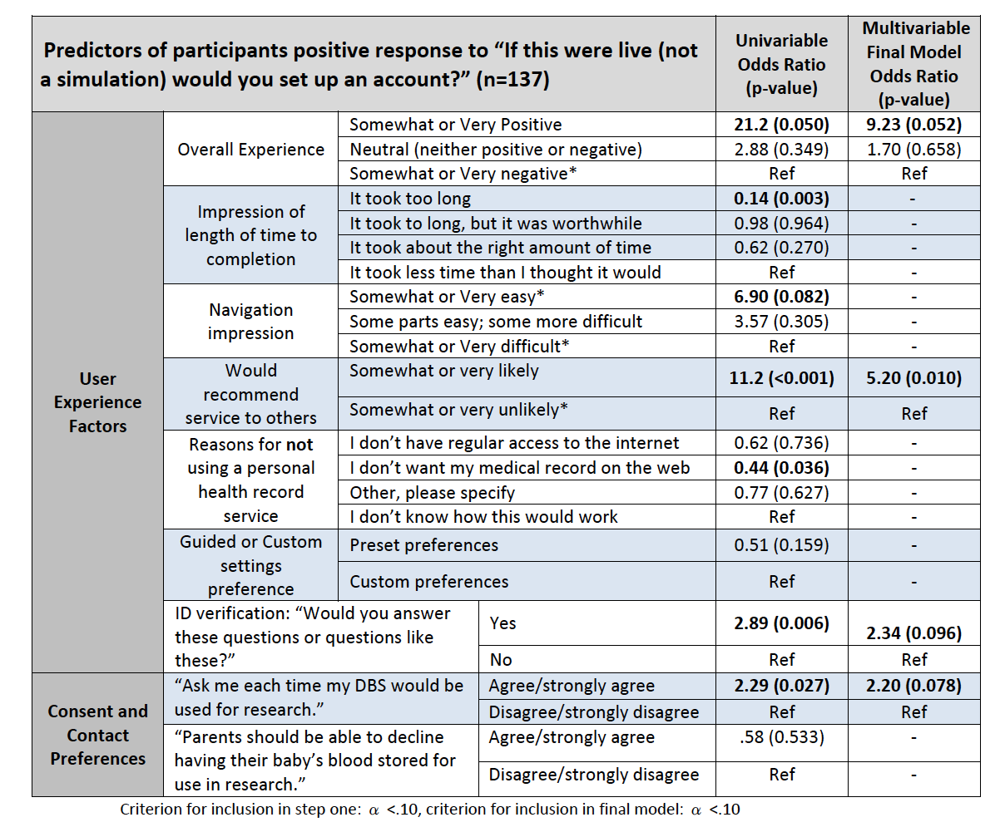 Predictors of participants positive response to “If this were live (not
a simulation) would you set up an account?” (n=137)
Univariable
Odds Ratio
(p-value)
Multivariable
Final Model
Odds Ratio
(p-value)
User
Experience
Factors
Overall Experience
Somewhat or Very Positive
21.2 (0.050)
9.23 (0.052)
Neutral (neither positive or negative)
2.88 (0.349)
1.70 (0.658)
Somewhat or Very negative*
Ref
Ref
Impression of
length of time to
completion
It took too long
0.14 (0.003)
-
It took to long, but it was worthwhile
0.98 (0.964)
-
It took about the right amount of time
0.62 (0.270)
-
It took less time than I thought it would
Ref
-
Navigation
impression
Somewhat or Very easy*
6.90 (0.082)
-
Some parts easy; some more difficult
3.57 (0.305)
-
Somewhat or Very difficult*
Ref
-
Would
recommend
service to others
Somewhat or very likely
11.2 (<0.001)
5.20 (0.010)
Somewhat or very unlikely*
Ref
Ref
Reasons for not
using a personal
health record
service
I don’t have regular access to the internet
0.62 (0.736)
-
I don’t want my medical record on the web
0.44 (0.036)
-
Other, please specify
0.77 (0.627)
-
I don’t know how this would work
Ref
-
Guided or Custom
settings
preference
Preset preferences
0.51 (0.159)
-
Custom preferences
Ref
-
ID verification: “Would you answer
these questions or questions like
these?”
Yes
2.89 (0.006)
2.34 (0.096)
No
Ref
Ref
Consent and
Contact
Preferences
“Ask me each time my DBS would be
used for research.”
Agree/strongly agree
2.29 (0.027)
2.20 (0.078)
Disagree/strongly disagree
Ref
Ref
“Parents should be able to decline
having their baby’s blood stored for
use in research.”
Agree/strongly agree
.58 (0.533)
-
Disagree/strongly disagree
Ref
-
Criterion for inclusion in step one: α <.10, criterion for inclusion in final model: α <.10